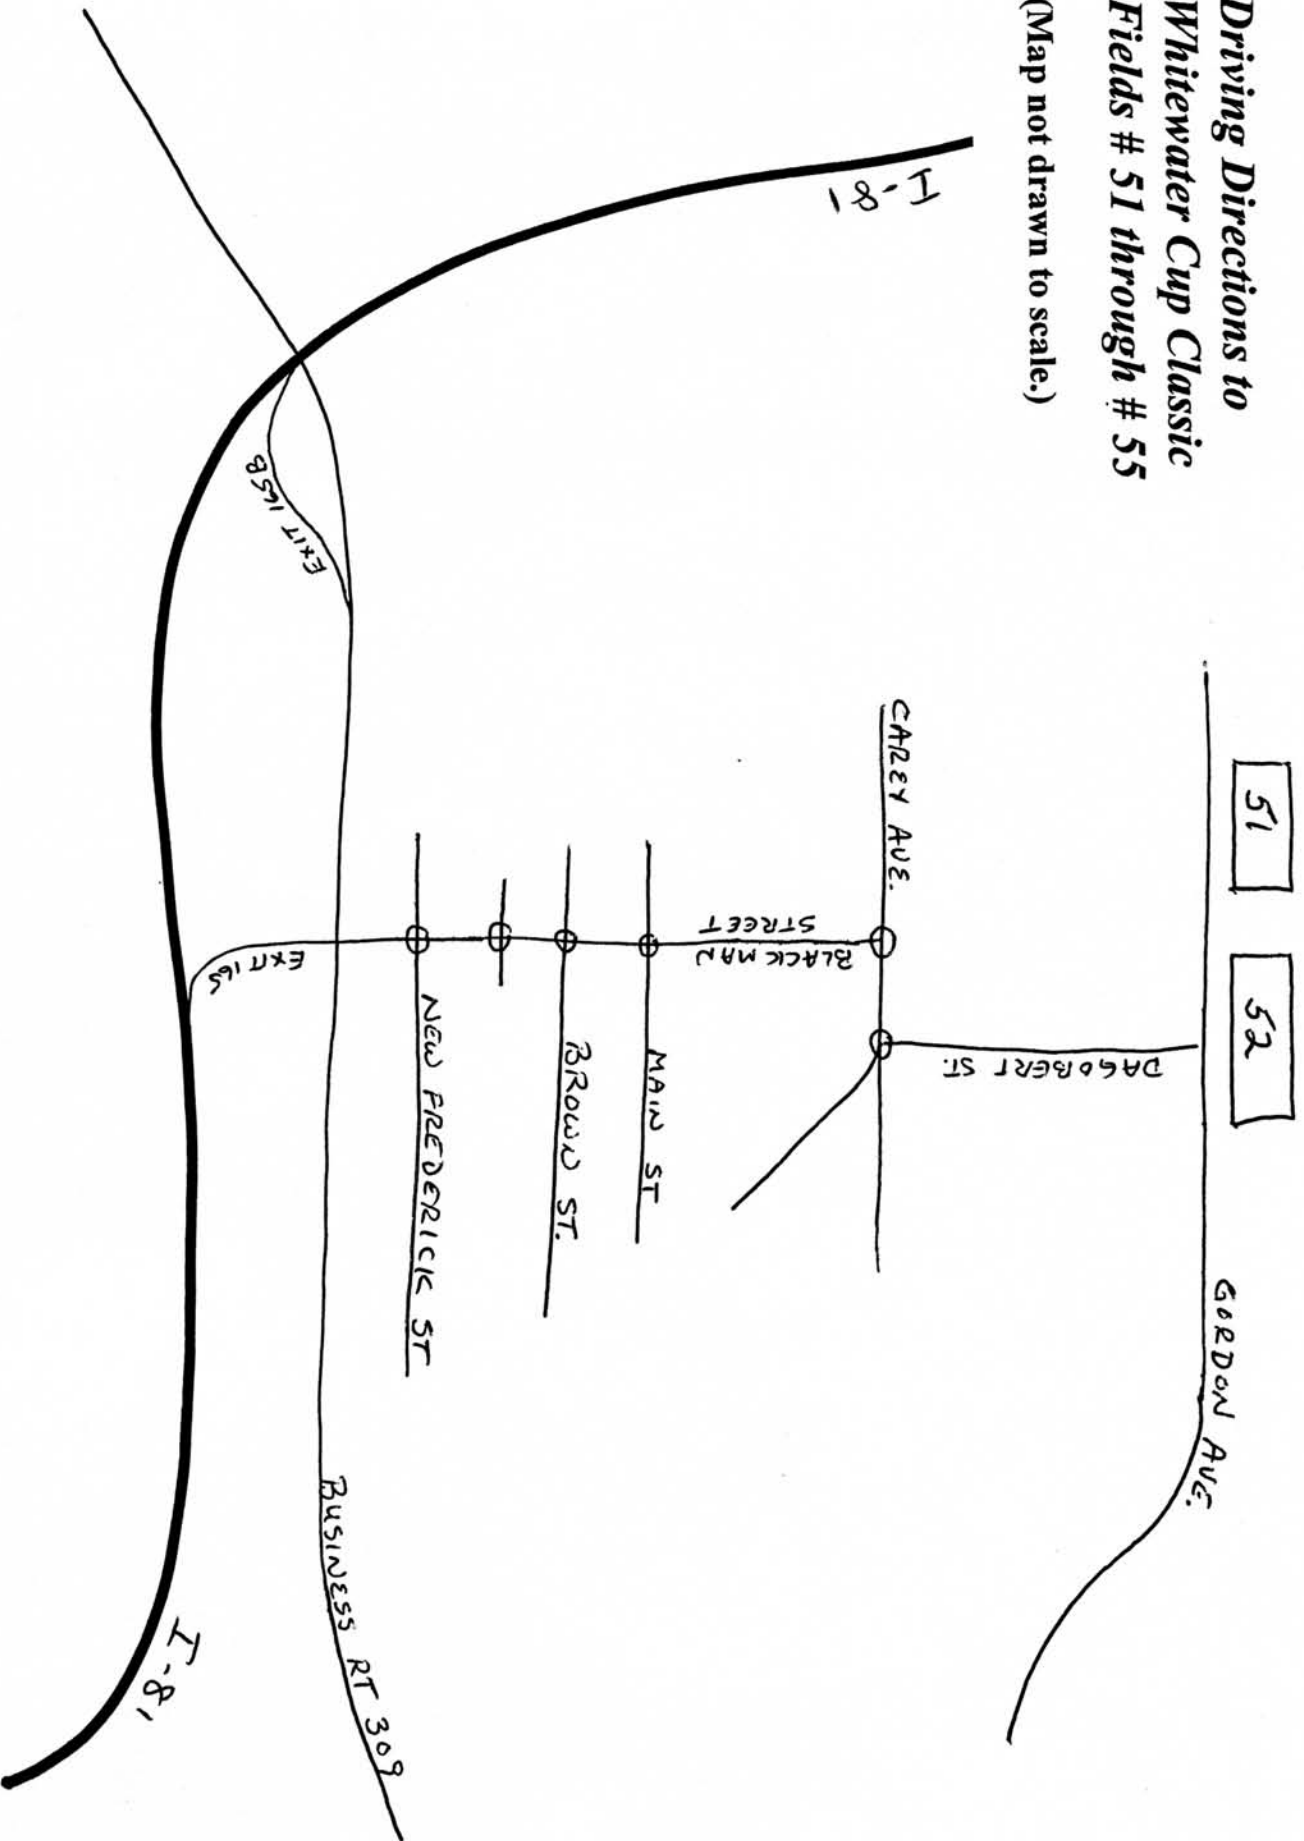 Driving Directions to
Whitewater Cup Classic
Fields # 51 through # 55
(Map not drawn to scale.)
51
52
GORDON AVE.
DAGOBERT ST.
CAREY AVE.
BLACKMAN
STREET
MAIN ST
BROWN ST.
NEW FREDERICK ST
I-81
EXIT 165B
EXIT 165
BUSINESS RT 309
I-81